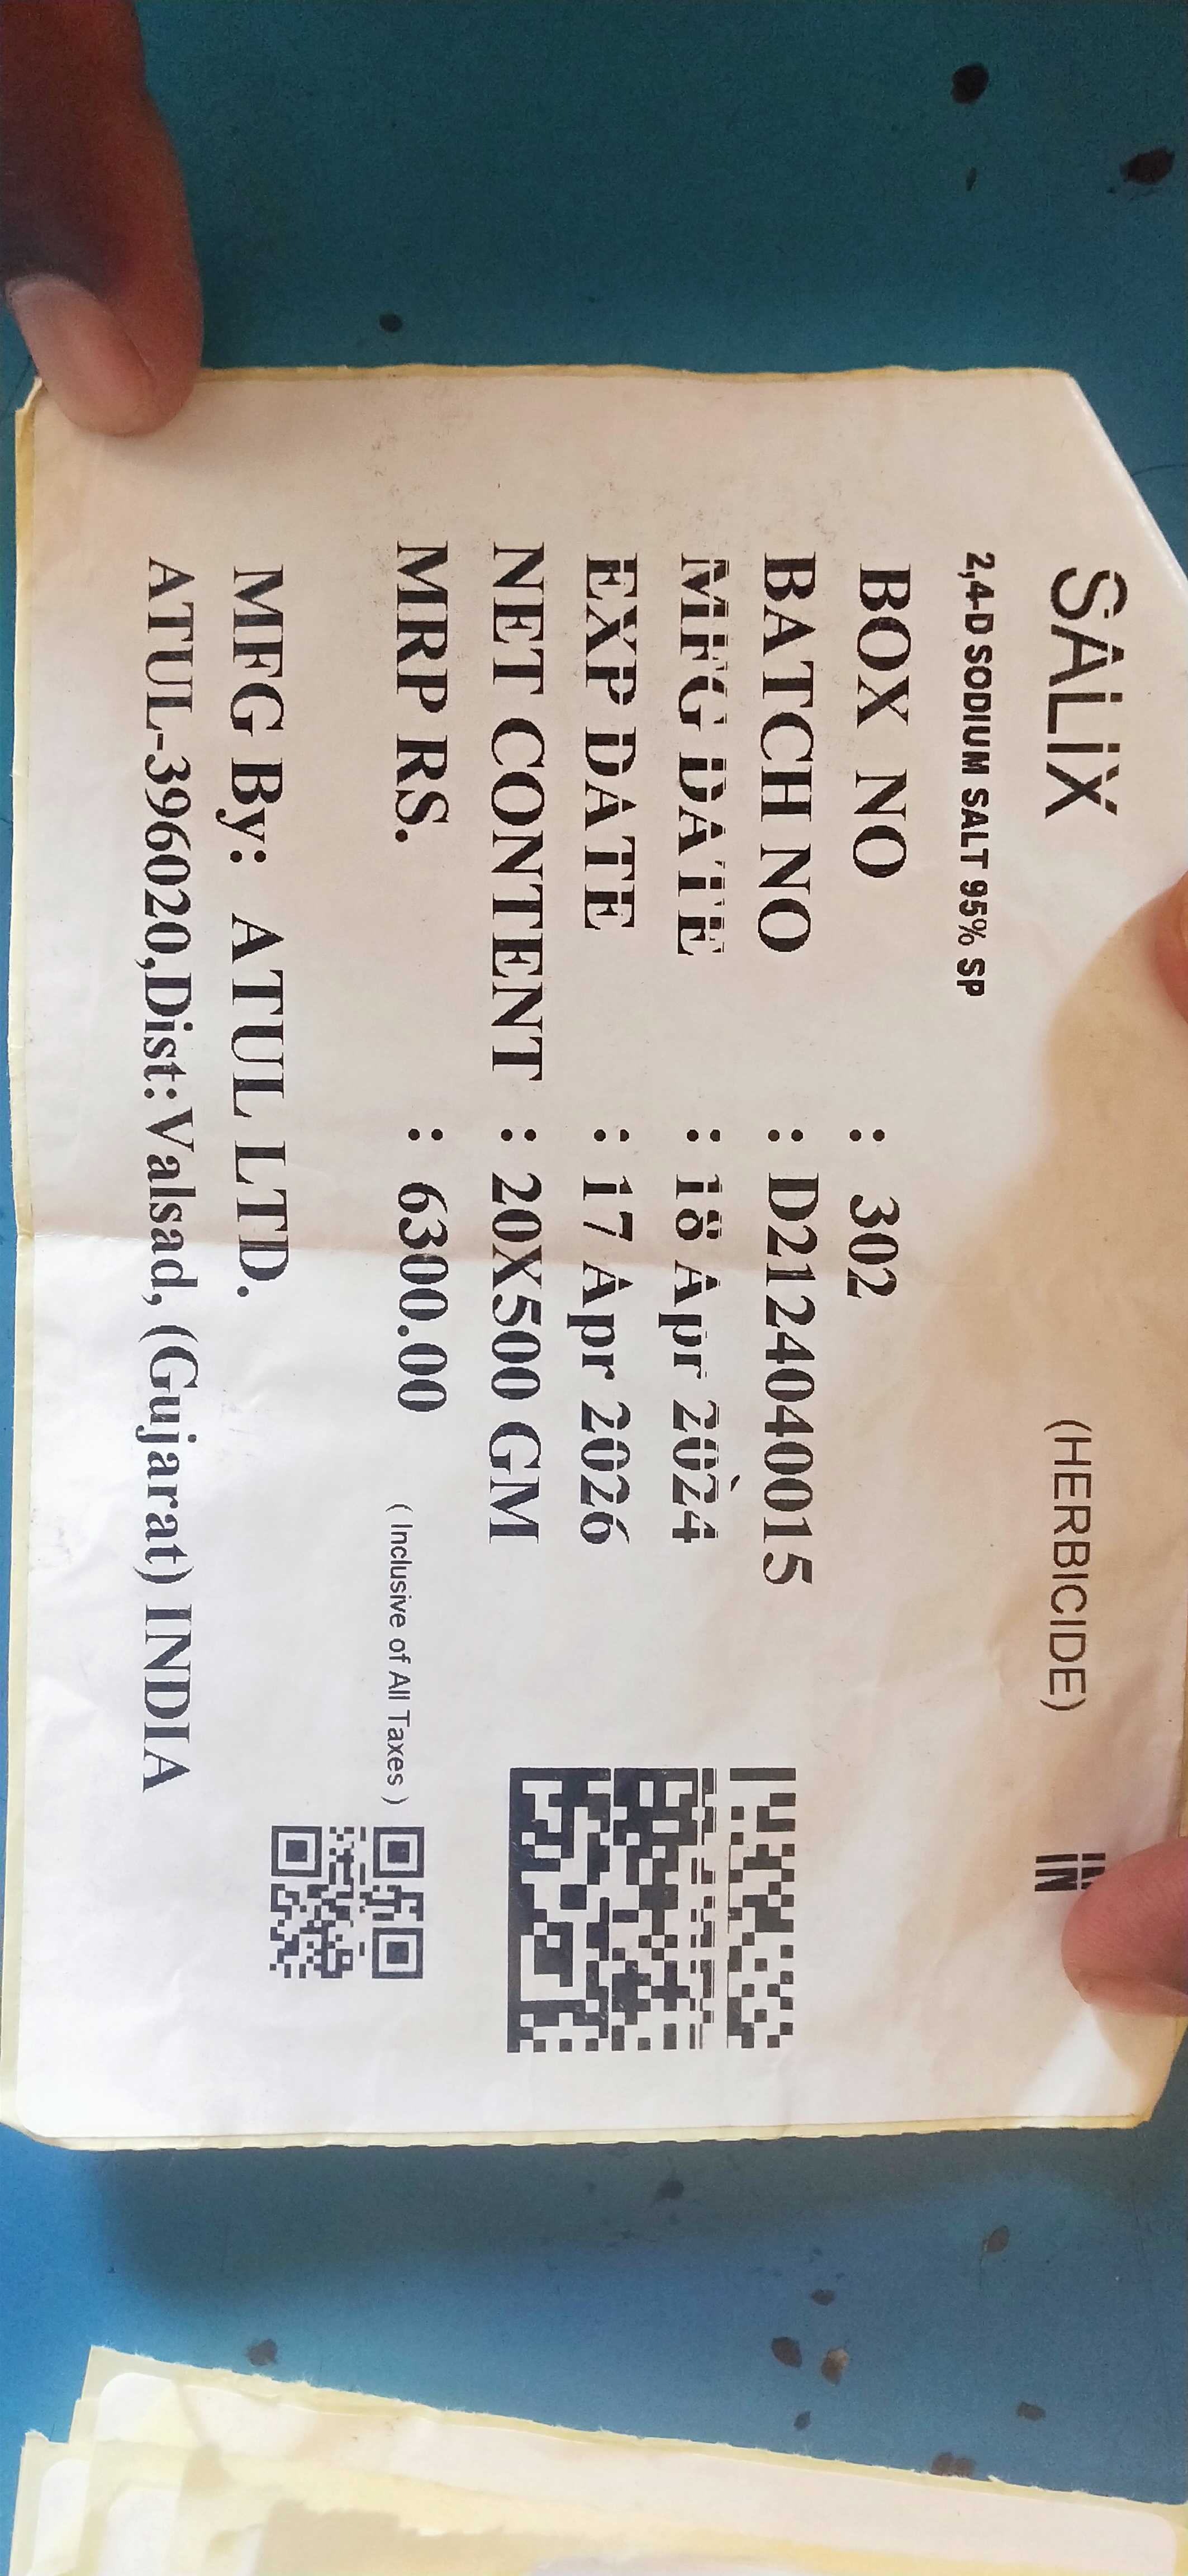 SALIX (HERBICIDE)
2,4-D SODIUM SALT 95% SP
BOX NO : 302
BATCH NO : D2124040015
MFG DATE : 18 Apr 2024
EXP DATE : 17 Apr 2026
NET CONTENT : 20X500 GM
MRP RS. : 6300.00 ( Inclusive of All Taxes )
MFG By: ATUL LTD.
ATUL-396020,Dist:Valsad, (Gujarat) INDIA